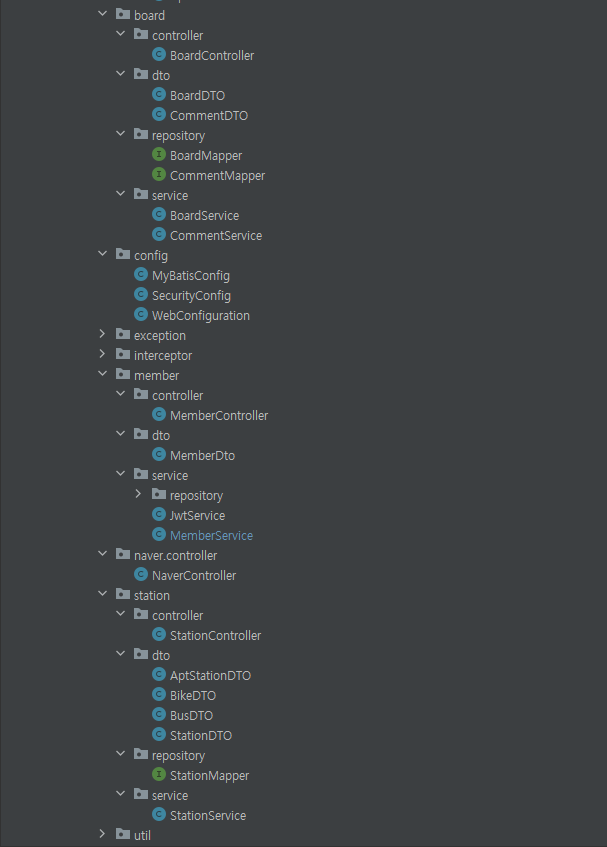 board
controller
BoardController
dto
BoardDTO
CommentDTO
repository
BoardMapper
CommentMapper
service
BoardService
CommentService
config
MyBatisConfig
SecurityConfig
WebConfiguration
exception
interceptor
member
controller
MemberController
dto
MemberDto
service
repository
JwtService
MemberService
naver.controller
NaverController
station
controller
StationController
dto
AptStationDTO
BikeDTO
BusDTO
StationDTO
repository
StationMapper
service
StationService
util